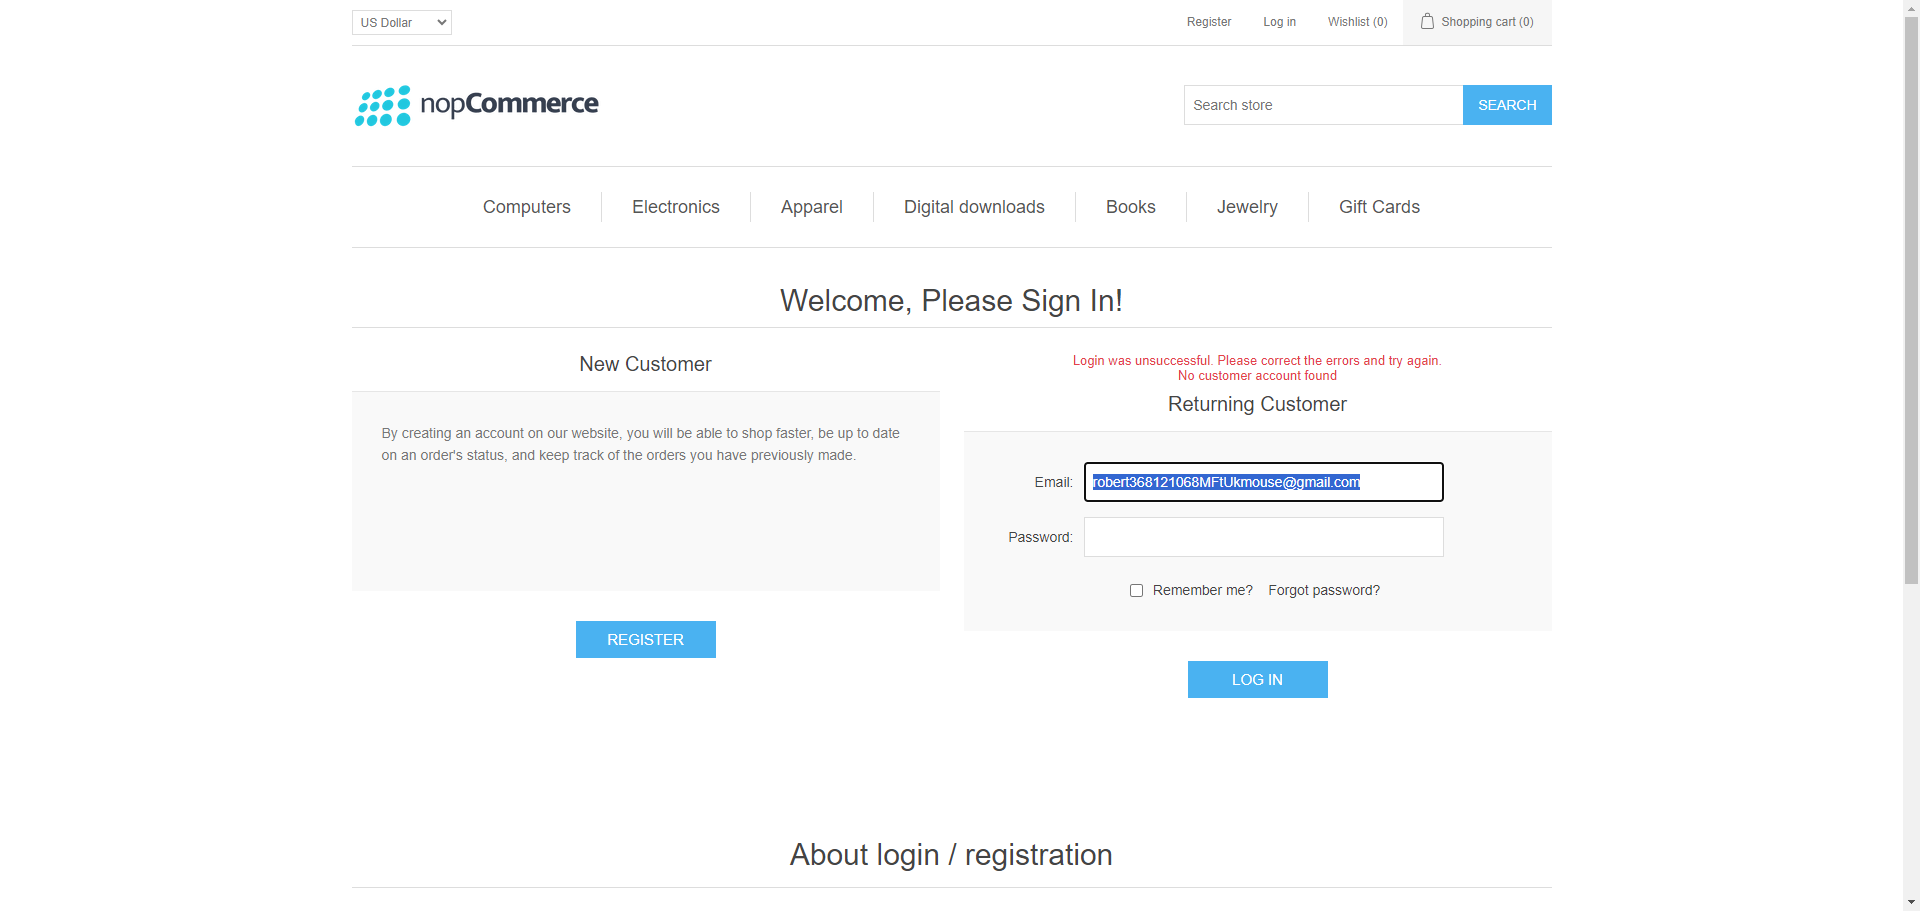 US Dollar
Register
Log in
Wishlist (0)
Shopping cart (0)
nopCommerce
Search store
SEARCH
Computers
Electronics
Apparel
Digital downloads
Books
Jewelry
Gift Cards
Welcome, Please Sign In!
New Customer
By creating an account on our website, you will be able to shop faster, be up to date
on an order's status, and keep track of the orders you have previously made.
REGISTER
Login was unsuccessful. Please correct the errors and try again.
No customer account found
Returning Customer
Email: robert368121068MFtUkmouse@gmail.com
Password:
Remember me? Forgot password?
LOG IN
About login / registration